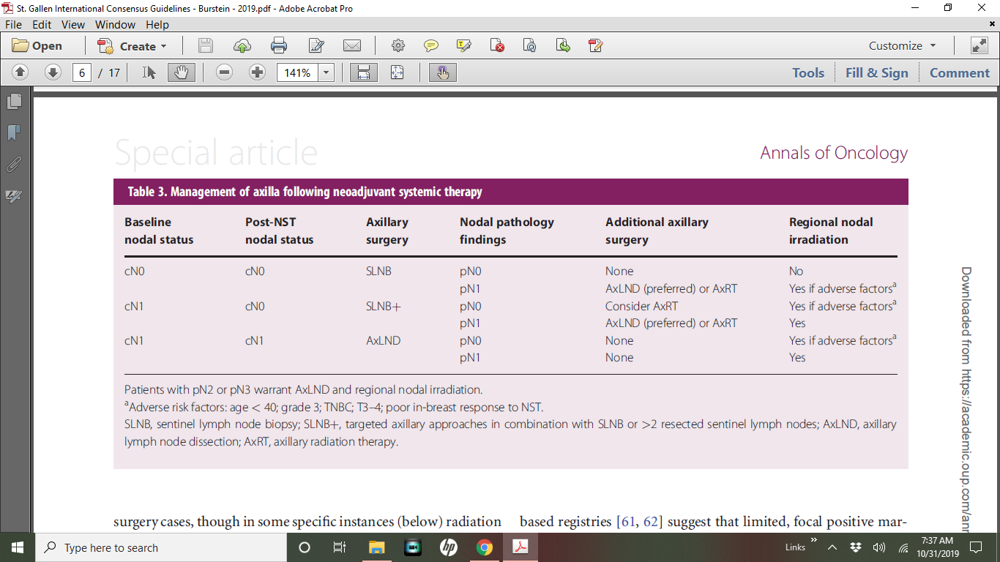 St. Gallen International Consensus Guidelines - Burstein - 2019.pdf - Adobe Acrobat Pro
File Edit View Window Help
Open Create Customize
6 / 17 141% Tools Fill & Sign Comment
Special article Annals of Oncology
Table 3. Management of axilla following neoadjuvant systemic therapy
Baseline Post-NST Axillary Nodal pathology Additional axillary Regional nodal
nodal status nodal status surgery findings surgery irradiation
cN0 cN0 SLNB pN0 None No
pN1 AxLND (preferred) or AxRT Yes if adverse factorsᵃ
cN1 cN0 SLNB+ pN0 Consider AxRT Yes if adverse factorsᵃ
pN1 AxLND (preferred) or AxRT Yes
cN1 cN1 AxLND pN0 None Yes if adverse factorsᵃ
pN1 None Yes
Patients with pN2 or pN3 warrant AxLND and regional nodal irradiation.
ᵃAdverse risk factors: age < 40; grade 3; TNBC; T3–4; poor in-breast response to NST.
SLNB, sentinel lymph node biopsy; SLNB+, targeted axillary approaches in combination with SLNB or >2 resected sentinel lymph nodes; AxLND, axillary
lymph node dissection; AxRT, axillary radiation therapy.
Downloaded from https://academic.oup.com/ann
surgery cases, though in some specific instances (below) radiation
based registries [61, 62] suggest that limited, focal positive mar-
Type here to search hp Links » 7:37 AM
10/31/2019